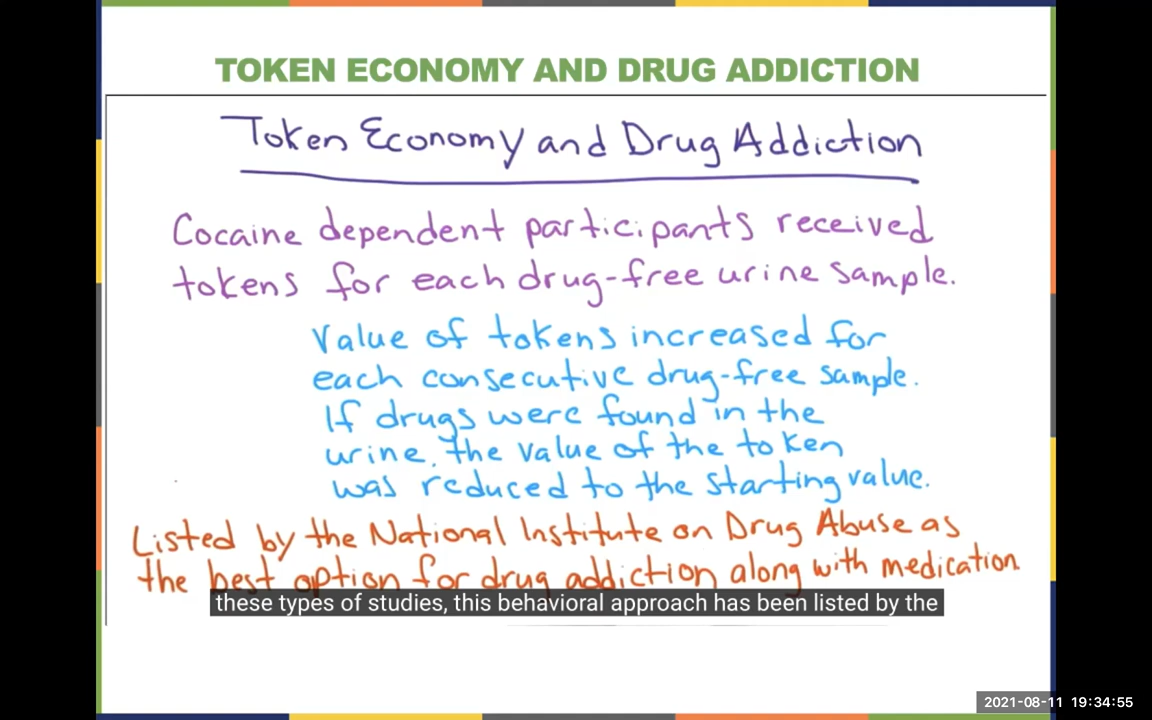 TOKEN ECONOMY AND DRUG ADDICTION
Token Economy and Drug Addiction
Cocaine dependent participants received
tokens for each drug-free urine sample.
Value of tokens increased for
each consecutive drug-free sample.
If drugs were found in the
urine, the value of the token
was reduced to the starting value.
Listed by the National Institute on Drug Abuse as
the best option for drug addiction along with medication
these types of studies, this behavioral approach has been listed by the
2021-08-11 19:34:55